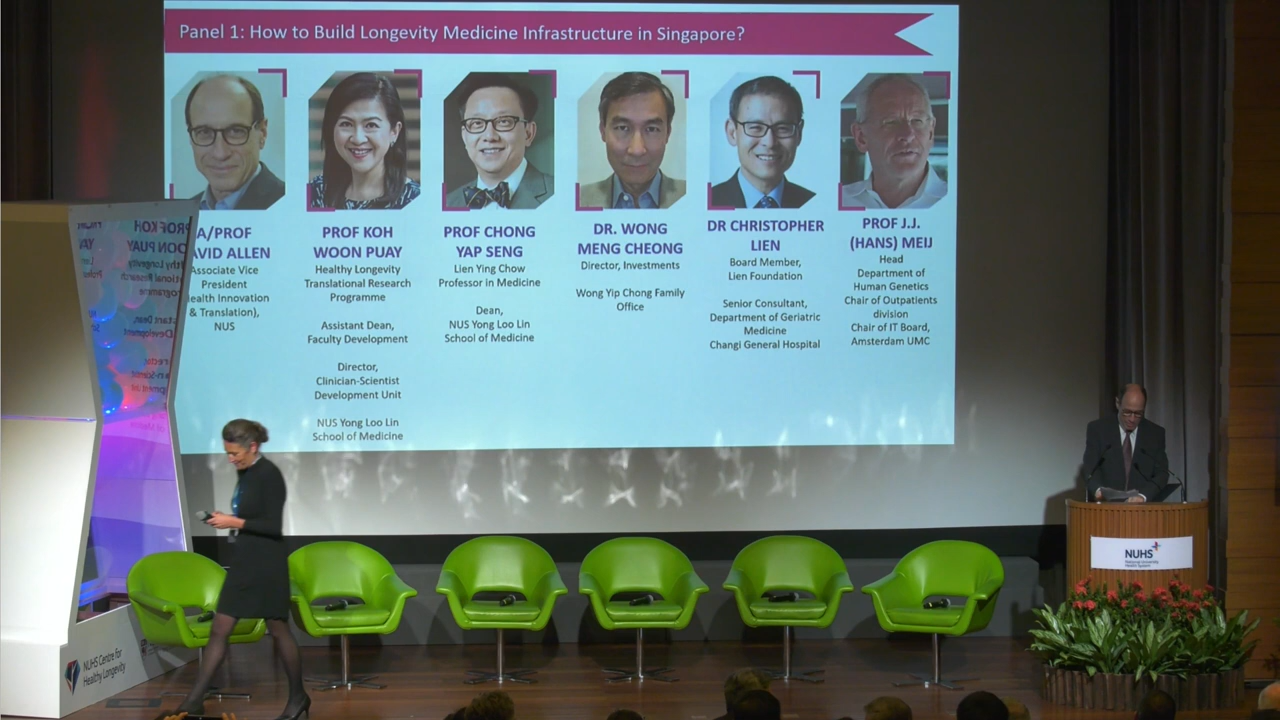 Panel 1: How to Build Longevity Medicine Infrastructure in Singapore?
A/PROF
AVID ALLEN
Associate Vice
President
ealth Innovation
& Translation),
NUS
PROF KOH
WOON PUAY
Healthy Longevity
Translational Research
Programme
Assistant Dean,
Faculty Development
Director,
Clinician-Scientist
Development Unit
NUS Yong Loo Lin
School of Medicine
PROF CHONG
YAP SENG
Lien Ying Chow
Professor in Medicine
Dean,
NUS Yong Loo Lin
School of Medicine
DR. WONG
MENG CHEONG
Director, Investments
Wong Yip Chong Family
Office
DR CHRISTOPHER
LIEN
Board Member,
Lien Foundation
Senior Consultant,
Department of Geriatric
Medicine
Changi General Hospital
PROF J.J.
(HANS) MEIJ
Head
Department of
Human Genetics
Chair of Outpatients
division
Chair of IT Board,
Amsterdam UMC
NUHS
National University
Health System
NUHS Centre for
Healthy Longevity